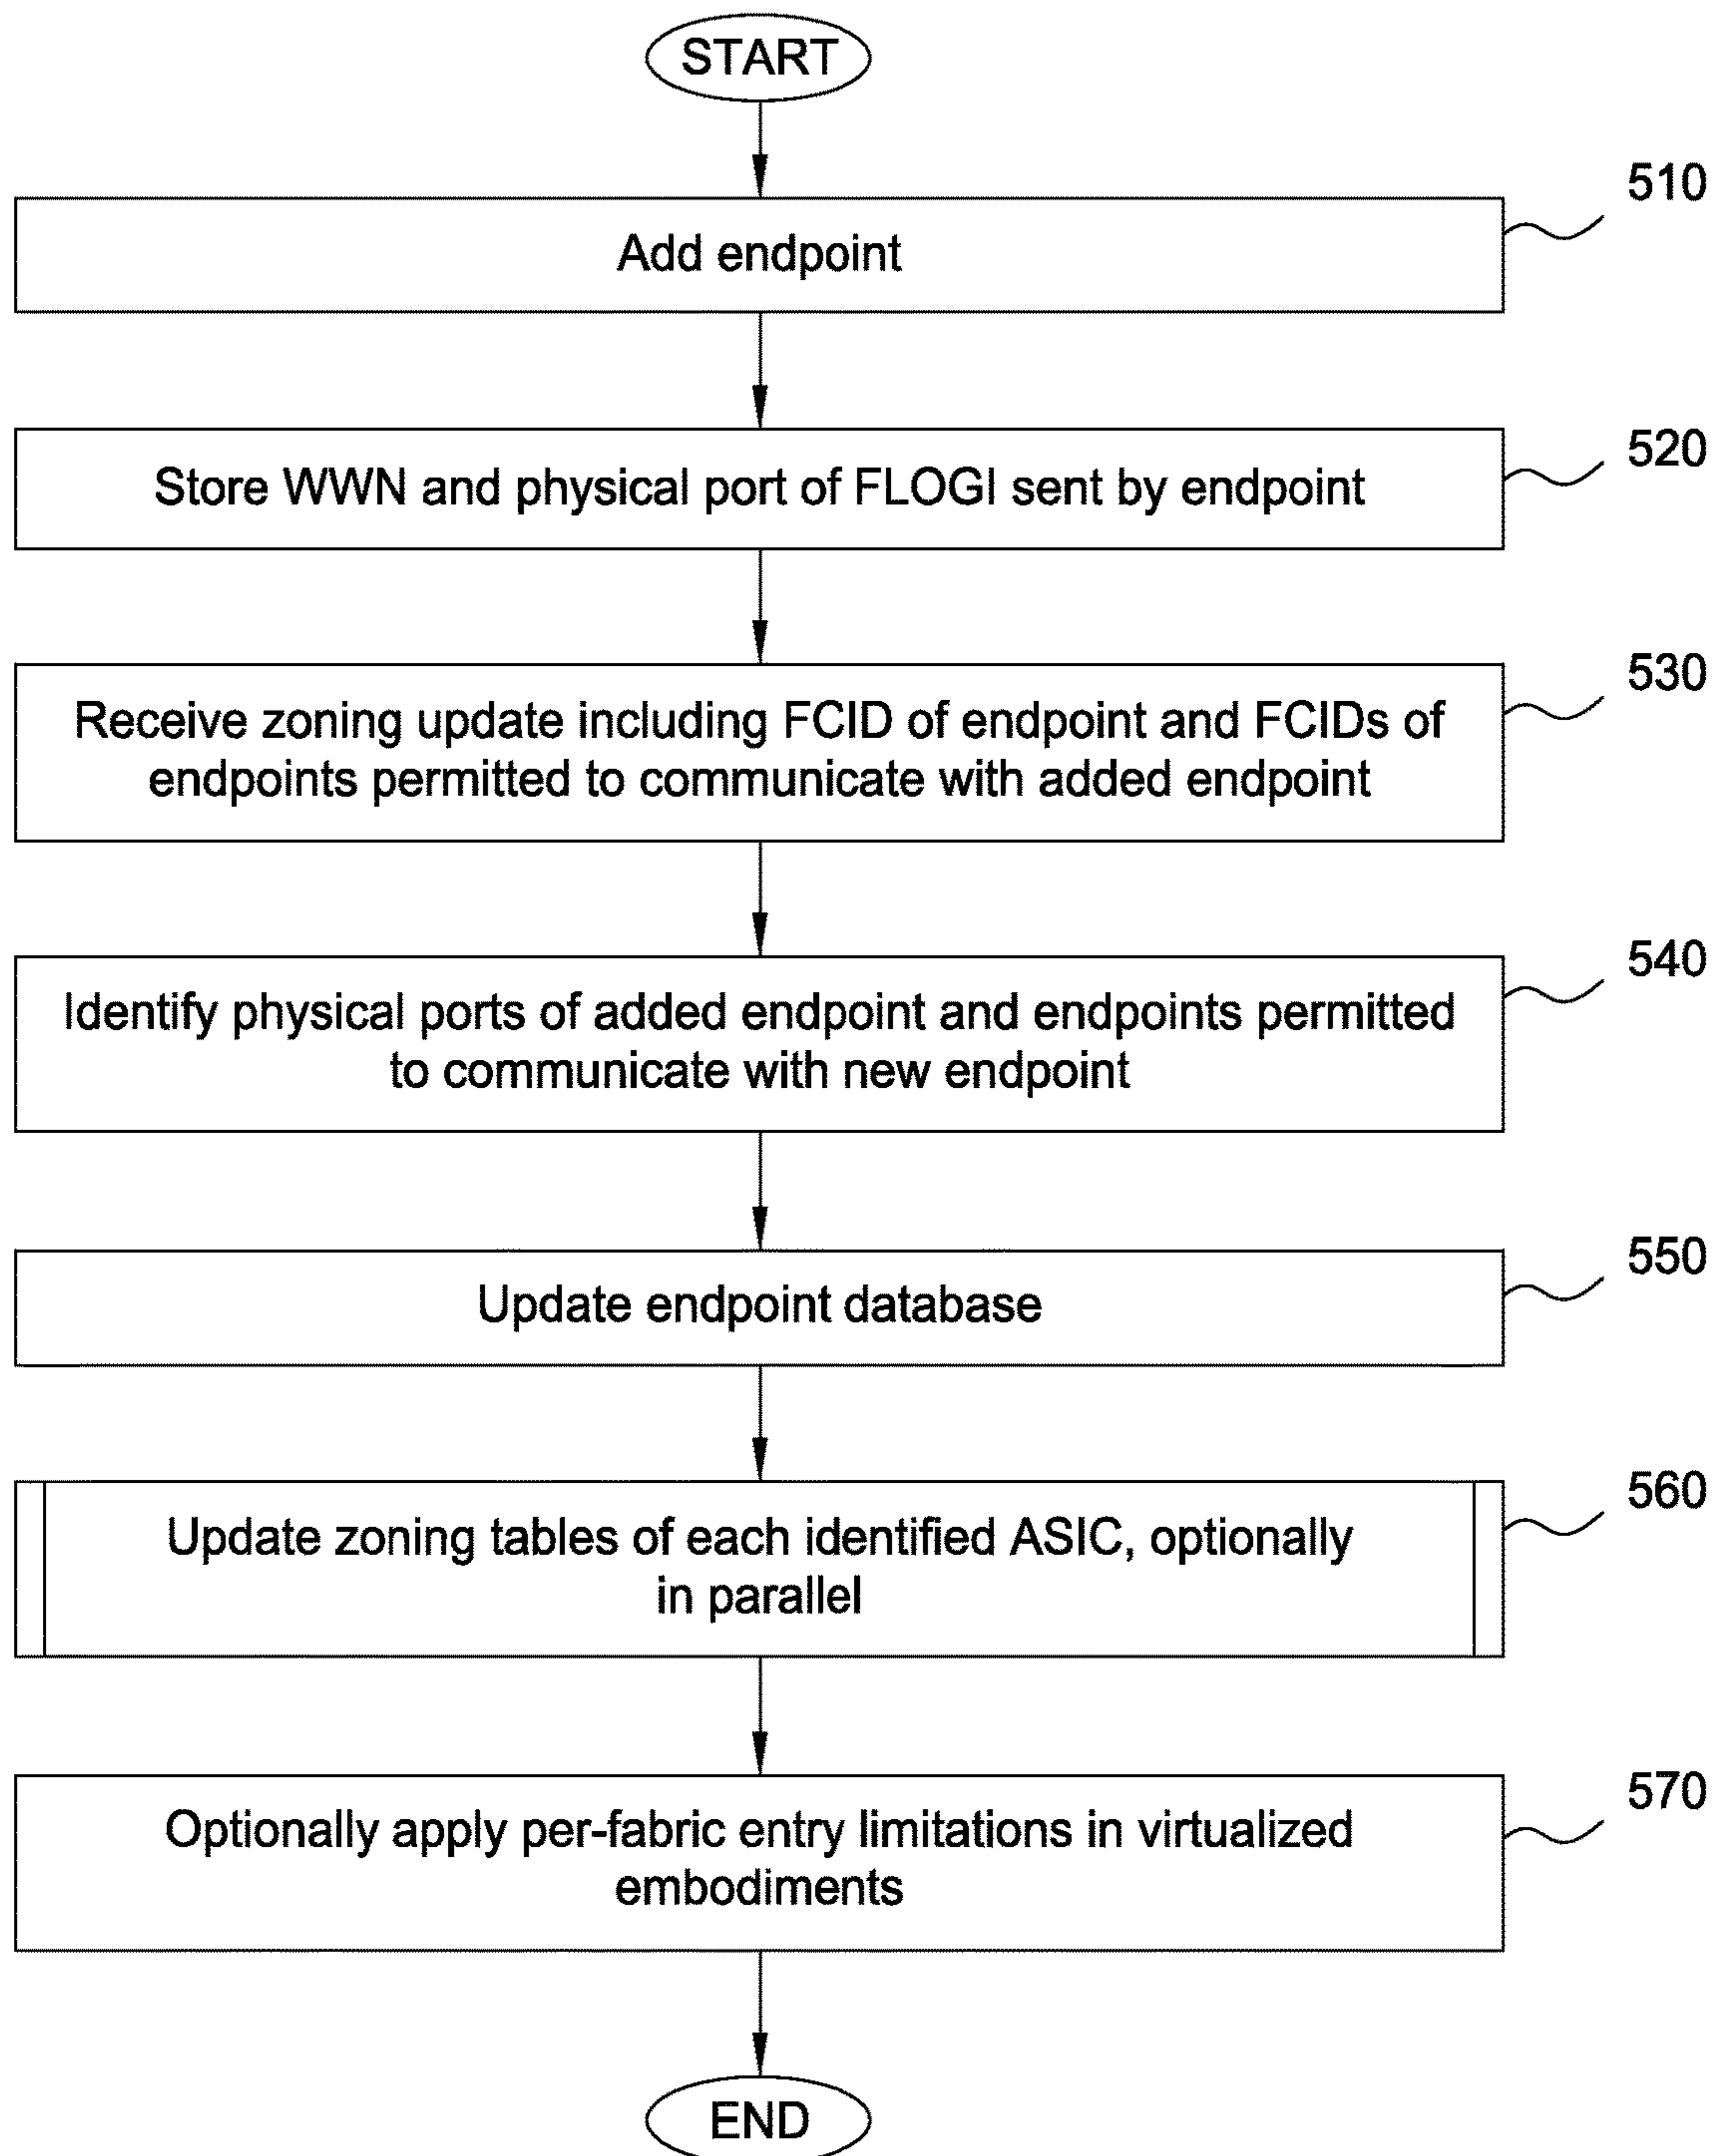 START
510
Add endpoint
520
Store WWN and physical port of FLOGI sent by endpoint
530
Receive zoning update including FCID of endpoint and FCIDs of
endpoints permitted to communicate with added endpoint
540
Identify physical ports of added endpoint and endpoints permitted
to communicate with new endpoint
550
Update endpoint database
560
Update zoning tables of each identified ASIC, optionally
in parallel
570
Optionally apply per-fabric entry limitations in virtualized
embodiments
END